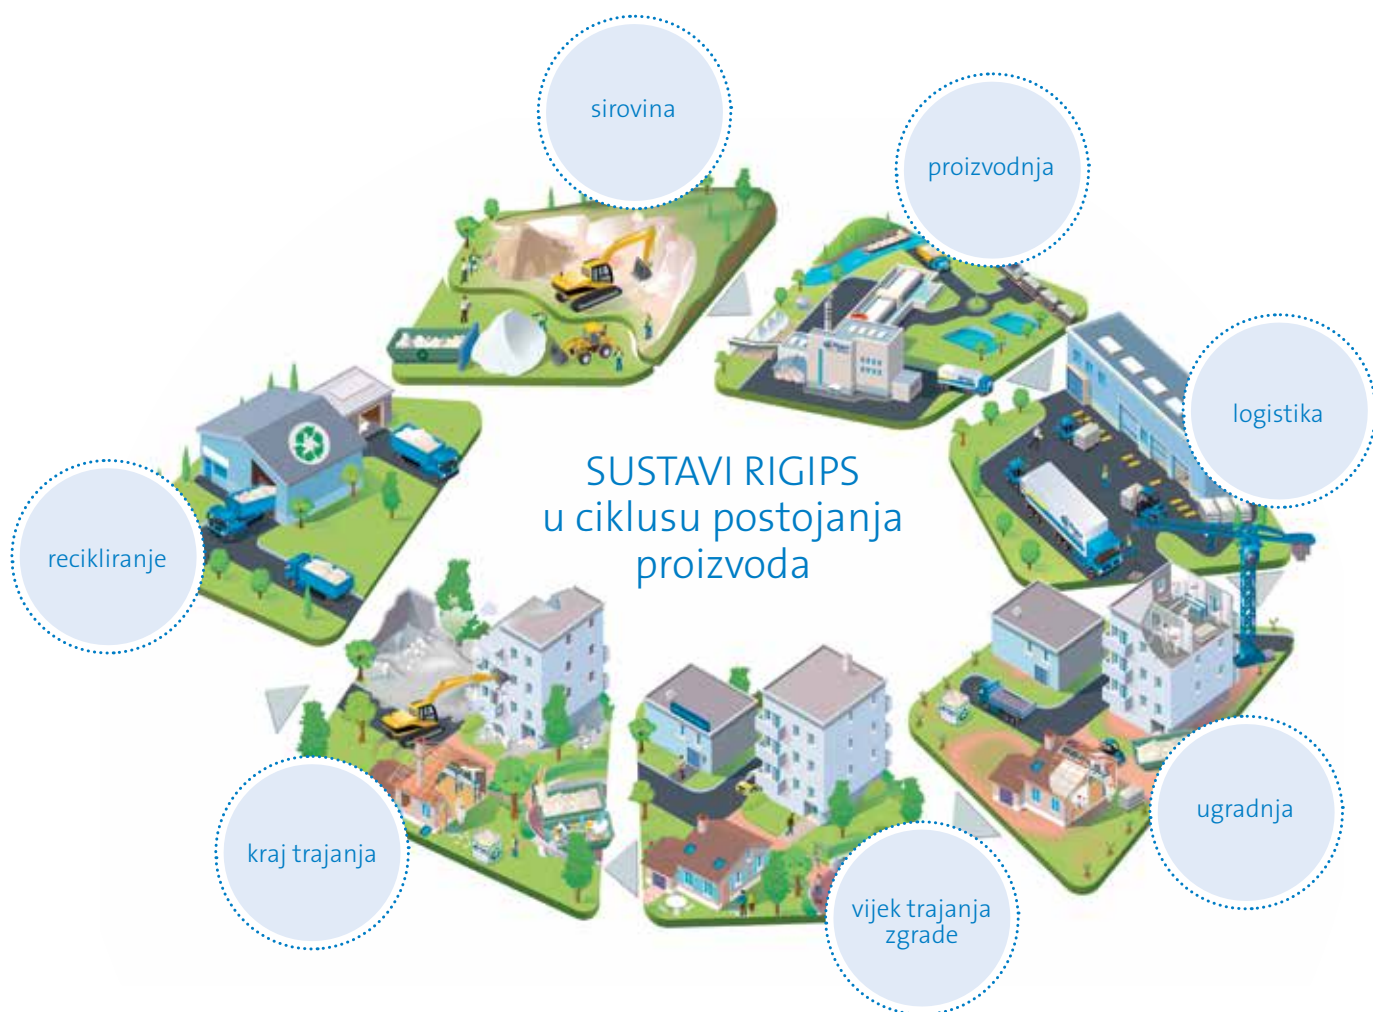 sirovina
proizvodnja
logistika
SUSTAVI RIGIPS
u ciklusu postojanja
proizvoda
recikliranje
ugradnja
kraj trajanja
vijek trajanja
zgrade